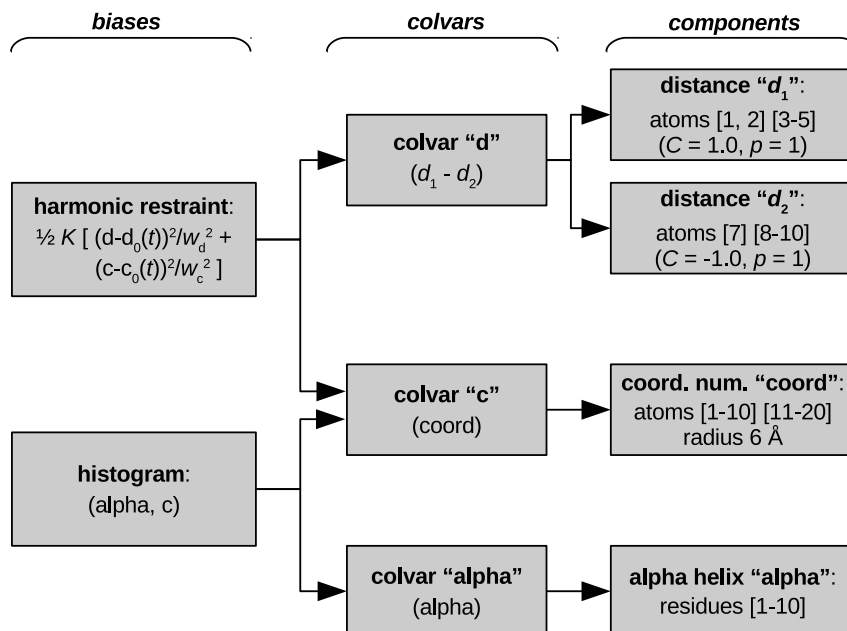 biases
colvars
components
harmonic restraint:
½ K [ (d-d₀(t))²/w_d² +
(c-c₀(t))²/w_c² ]
histogram:
(alpha, c)
colvar “d”
(d₁ - d₂)
colvar “c”
(coord)
colvar “alpha”
(alpha)
distance “d₁”:
atoms [1, 2] [3-5]
(C = 1.0, p = 1)
distance “d₂”:
atoms [7] [8-10]
(C = -1.0, p = 1)
coord. num. “coord”:
atoms [1-10] [11-20]
radius 6 Å
alpha helix “alpha”:
residues [1-10]